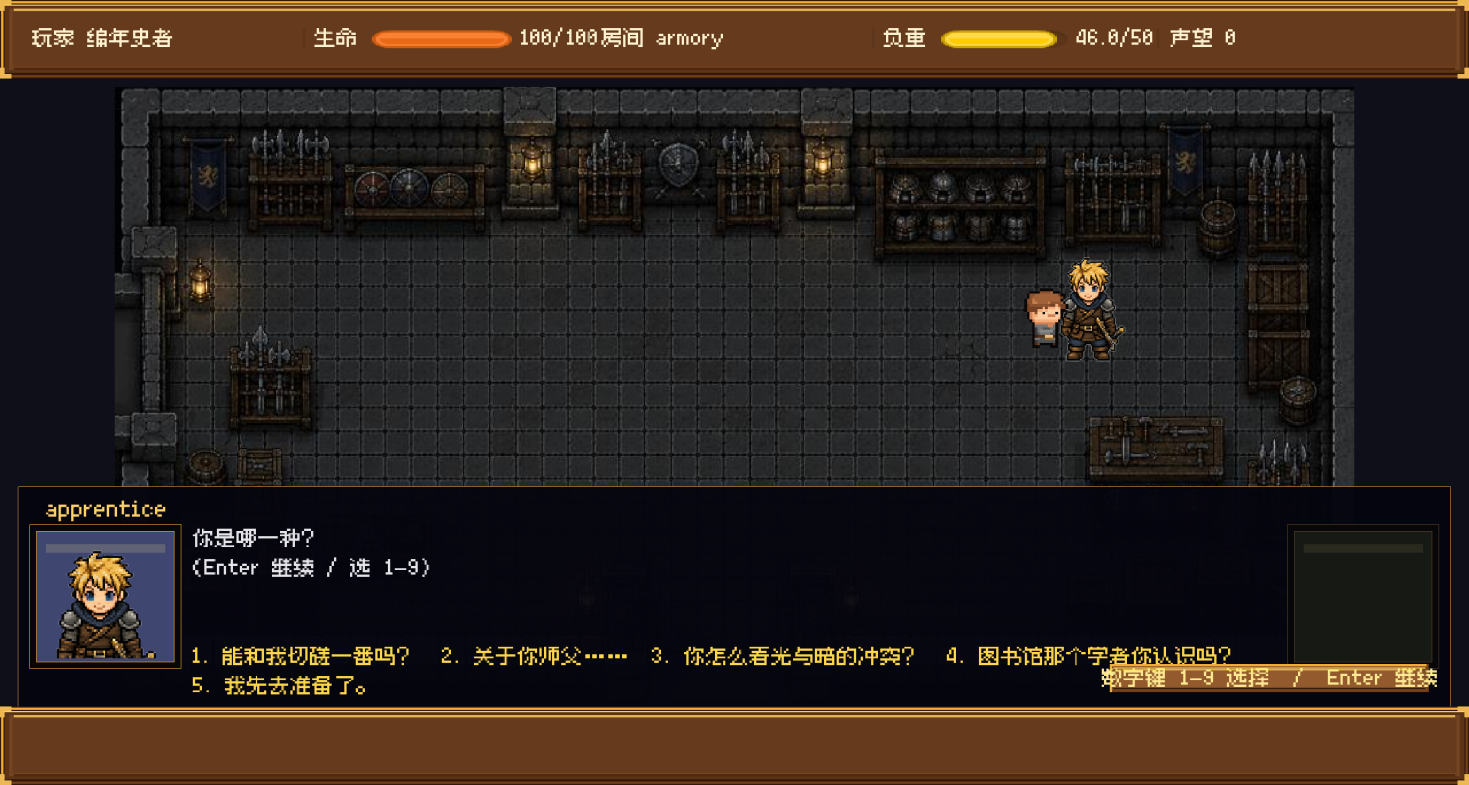 玩家 编年史者 生命 100/100 房间 armory 负重 46.0/50 声望 0
apprentice
你是哪一种?
(Enter 继续 / 选 1-9)
1. 能和我切磋一番吗? 2. 关于你师父…… 3. 你怎么看光与暗的冲突? 4. 图书馆那个学者你认识吗?
5. 我先去准备了。
数字键 1-9 选择 / Enter 继续